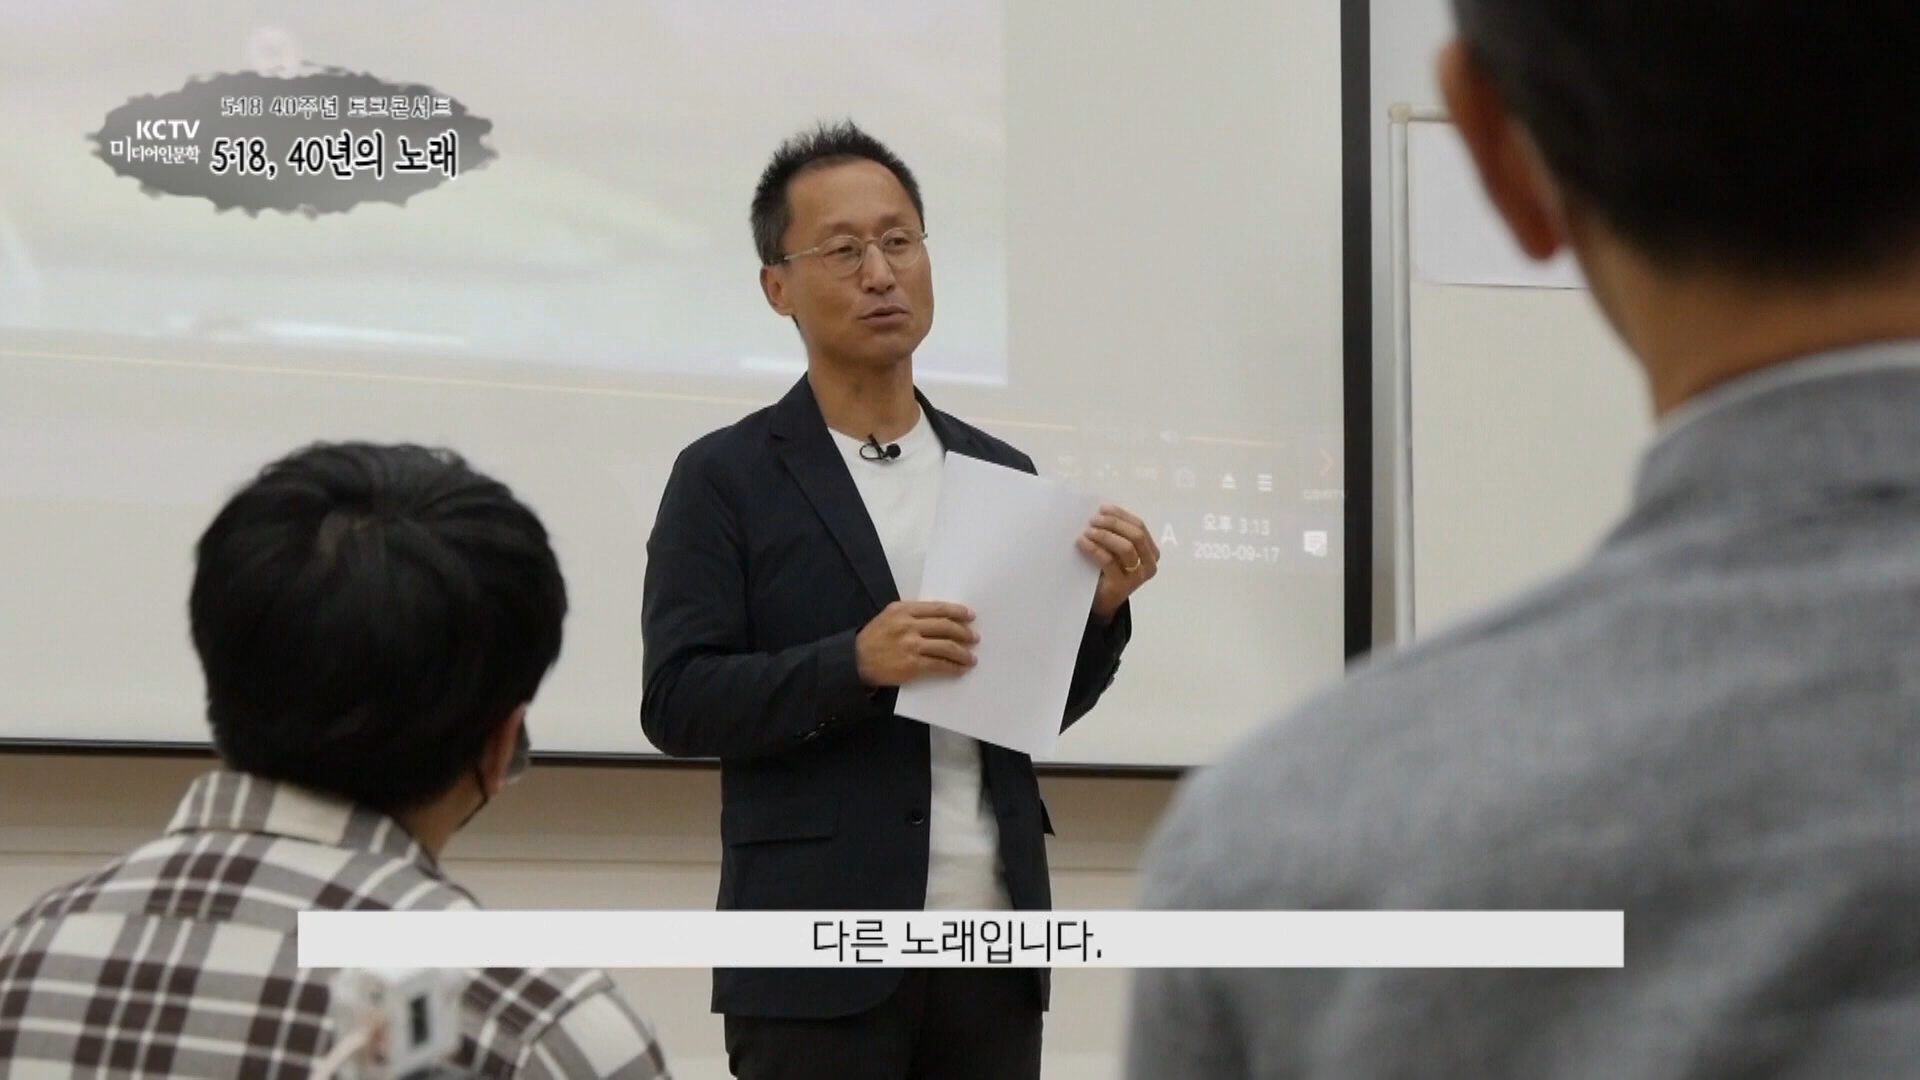 5·18 40주년 토크콘서트
KCTV
미디어인문학
5·18, 40년의 노래
A
오후 3:13
2020-09-17
다른 노래입니다.